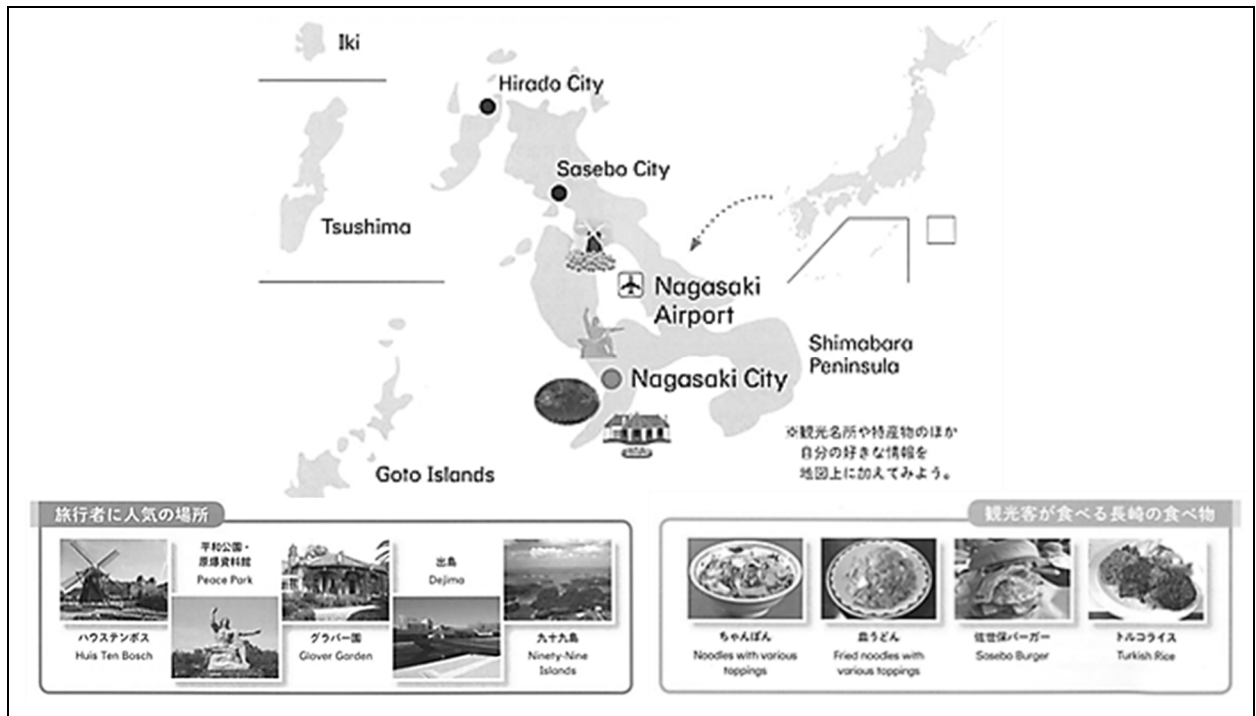 Iki
Hirado City
Sasebo City
Tsushima
Nagasaki
Airport
Shimabara
Peninsula
Nagasaki City
※観光名所や特産物のほか
自分の好きな情報を
地図上に加えてみよう。
Goto Islands
旅行者に人気の場所
平和公園・
原爆資料館
Peace Park
出島
Dejima
ハウステンボス
Huis Ten Bosch
グラバー園
Glover Garden
九十九島
Ninety-Nine
Islands
観光客が食べる長崎の食べ物
ちゃんぽん
Noodles with various
toppings
皿うどん
Fried noodles with
various toppings
佐世保バーガー
Sasebo Burger
トルコライス
Turkish Rice